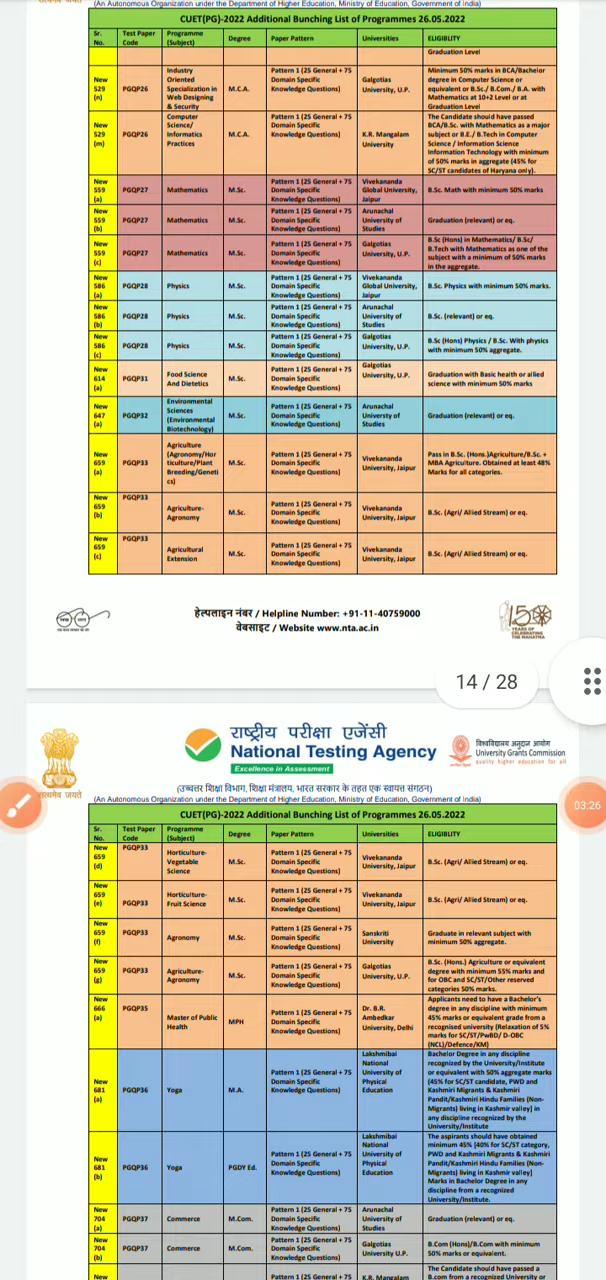 (An Autonomous Organization under the Department of Higher Education, Ministry of Education, Government of India)
CUET(PG)-2022 Additional Bunching List of Programmes 26.05.2022
Sr. No. Test Paper Code Programme (Subject) Degree Paper Pattern Universities ELIGIBLITY
Graduation Level
New 529 (n) PGQP26 Industry Oriented Specialization in Web Designing & Security M.C.A. Pattern 1 (25 General + 75 Domain Specific Knowledge Questions) Galgotias University, U.P. Minimum 50% marks in BCA/Bachelor degree in Computer Science or equivalent or B.Sc./ B.Com./ B.A. with Mathematics at 10+2 Level or at Graduation Level
New 529 (m) PGQP26 Computer Science/ Informatics Practices M.C.A. Pattern 1 (25 General + 75 Domain Specific Knowledge Questions) K.R. Mangalam University The Candidate should have passed BCA/B.Sc. with Mathematics as a major subject or B.E./ B.Tech in Computer Science / Information Science Information Technology with minimum of 50% marks in aggregate (45% for SC/ST candidates of Haryana only).
New 559 (a) PGQP27 Mathematics M.Sc. Pattern 1 (25 General + 75 Domain Specific Knowledge Questions) Vivekananda Global University, Jaipur B.Sc. Math with minimum 50% marks
New 559 (b) PGQP27 Mathematics M.Sc. Pattern 1 (25 General + 75 Domain Specific Knowledge Questions) Arunachal University of Studies Graduation (relevant) or eq.
New 559 (c) PGQP27 Mathematics M.Sc. Pattern 1 (25 General + 75 Domain Specific Knowledge Questions) Galgotias University, U.P. B.Sc (Hons) in Mathematics/ B.Sc/ B.Tech with Mathematics as one of the subject with a minimum of 50% marks in the aggregate.
New 586 (a) PGQP28 Physics M.Sc. Pattern 1 (25 General + 75 Domain Specific Knowledge Questions) Vivekananda Global University, Jaipur B.Sc. Physics with minimum 50% marks.
New 586 (b) PGQP28 Physics M.Sc. Pattern 1 (25 General + 75 Domain Specific Knowledge Questions) Arunachal University of Studies B.Sc. (relevant) or eq.
New 586 (c) PGQP28 Physics M.Sc. Pattern 1 (25 General + 75 Domain Specific Knowledge Questions) Galgotias University, U.P. B.Sc (Hons) Physics / B.Sc. With physics with minimum 50% aggregate.
New 614 (a) PGQP31 Food Science And Dietetics M.Sc. Pattern 1 (25 General + 75 Domain Specific Knowledge Questions) Galgotias University, U.P. Graduation with Basic health or allied science with minimum 50% marks
New 647 (a) PGQP32 Environmental Sciences (Environmental Biotechnology) M.Sc. Pattern 1 (25 General + 75 Domain Specific Knowledge Questions) Arunachal University of Studies Graduation (relevant) or eq.
New 659 (a) PGQP33 Agriculture (Agronomy/Hor ticulture/Plant Breeding/Geneti cs) M.Sc. Pattern 1 (25 General + 75 Domain Specific Knowledge Questions) Vivekananda University, Jaipur Pass in B.Sc. (Hons.)Agriculture/B.Sc. + MBA Agriculture. Obtained at least 48% Marks for all categories.
New 659 (b) PGQP33 Agriculture- Agronomy M.Sc. Pattern 1 (25 General + 75 Domain Specific Knowledge Questions) Vivekananda University, Jaipur B.Sc. (Agri/ Allied Stream) or eq.
New 659 (c) PGQP33 Agricultural Extension M.Sc. Pattern 1 (25 General + 75 Domain Specific Knowledge Questions) Vivekananda University, Jaipur B.Sc. (Agri/ Allied Stream) or eq.
हेल्पलाइन नंबर / Helpline Number: +91-11-40759000
वेबसाइट / Website www.nta.ac.in
YEARS OF CELEBRATING THE MAHATMA
14 / 28
राष्ट्रीय परीक्षा एजेंसी
National Testing Agency
Excellence in Assessment
विश्वविद्यालय अनुदान आयोग
University Grants Commission
quality higher education for all
सत्यमेव जयते
03:26
(उच्चतर शिक्षा विभाग, शिक्षा मंत्रालय, भारत सरकार के तहत एक स्वायत्त संगठन)
(An Autonomous Organization under the Department of Higher Education, Ministry of Education, Government of India)
CUET(PG)-2022 Additional Bunching List of Programmes 26.05.2022
Sr. No. Test Paper Code Programme (Subject) Degree Paper Pattern Universities ELIGIBLITY
New 659 (d) PGQP33 Horticulture- Vegetable Science M.Sc. Pattern 1 (25 General + 75 Domain Specific Knowledge Questions) Vivekananda University, Jaipur B.Sc. (Agri/ Allied Stream) or eq.
New 659 (e) PGQP33 Horticulture- Fruit Science M.Sc. Pattern 1 (25 General + 75 Domain Specific Knowledge Questions) Vivekananda University, Jaipur B.Sc. (Agri/ Allied Stream) or eq.
New 659 (f) PGQP33 Agronomy M.Sc. Pattern 1 (25 General + 75 Domain Specific Knowledge Questions) Sanskriti University Graduate in relevant subject with minimum 50% aggregate.
New 659 (g) PGQP33 Agriculture- Agronomy M.Sc. Pattern 1 (25 General + 75 Domain Specific Knowledge Questions) Galgotias University, U.P. B.Sc. (Hons.) Agriculture or equivalent degree with minimum 55% marks and for OBC and SC/ST/Other reserved categories 50% marks.
New 666 (a) PGQP35 Master of Public Health MPH Pattern 1 (25 General + 75 Domain Specific Knowledge Questions) Dr. B.R. Ambedkar University, Delhi Applicants need to have a Bachelor's degree in any discipline with minimum 45% marks or equivalent grade from a recognised university (Relaxation of 5% marks for SC/ST/PwBD/ D-OBC (NCL)/Defence/KM)
New 681 (a) PGQP36 Yoga M.A. Pattern 1 (25 General + 75 Domain Specific Knowledge Questions) Lakshmibai National University of Physical Education Bachelor Degree in any discipline recognized by the University/Institute or equivalent with 50% aggregate marks (45% for SC/ST candidate, PWD and Kashmiri Migrants & Kashmiri Pandit/Kashmiri Hindu Families (Non-Migrants) living in Kashmir valley) in any discipline recognized by the University/Institute
New 681 (b) PGQP36 Yoga PGDY Ed. Pattern 1 (25 General + 75 Domain Specific Knowledge Questions) Lakshmibai National University of Physical Education The aspirants should have obtained minimum 45% [40% for SC/ST category, PWD and Kashmiri Migrants & Kashmiri Pandit/Kashmiri Hindu Families (Non-Migrants) living in Kashmir valley] Marks in Bachelor Degree in any discipline from a recognized University/Institute.
New 704 (a) PGQP37 Commerce M.Com. Pattern 1 (25 General + 75 Domain Specific Knowledge Questions) Arunachal University of Studies Graduation (relevant) or eq.
New 704 (b) PGQP37 Commerce M.Com. Pattern 1 (25 General + 75 Domain Specific Knowledge Questions) Galgotias University U.P. B.Com (Hons)/B.Com with minimum 50% marks or equivalent.
New Pattern 1 (25 General + 75 K.R. Mangalam The Candidate should have passed a B.com from a recognized University or